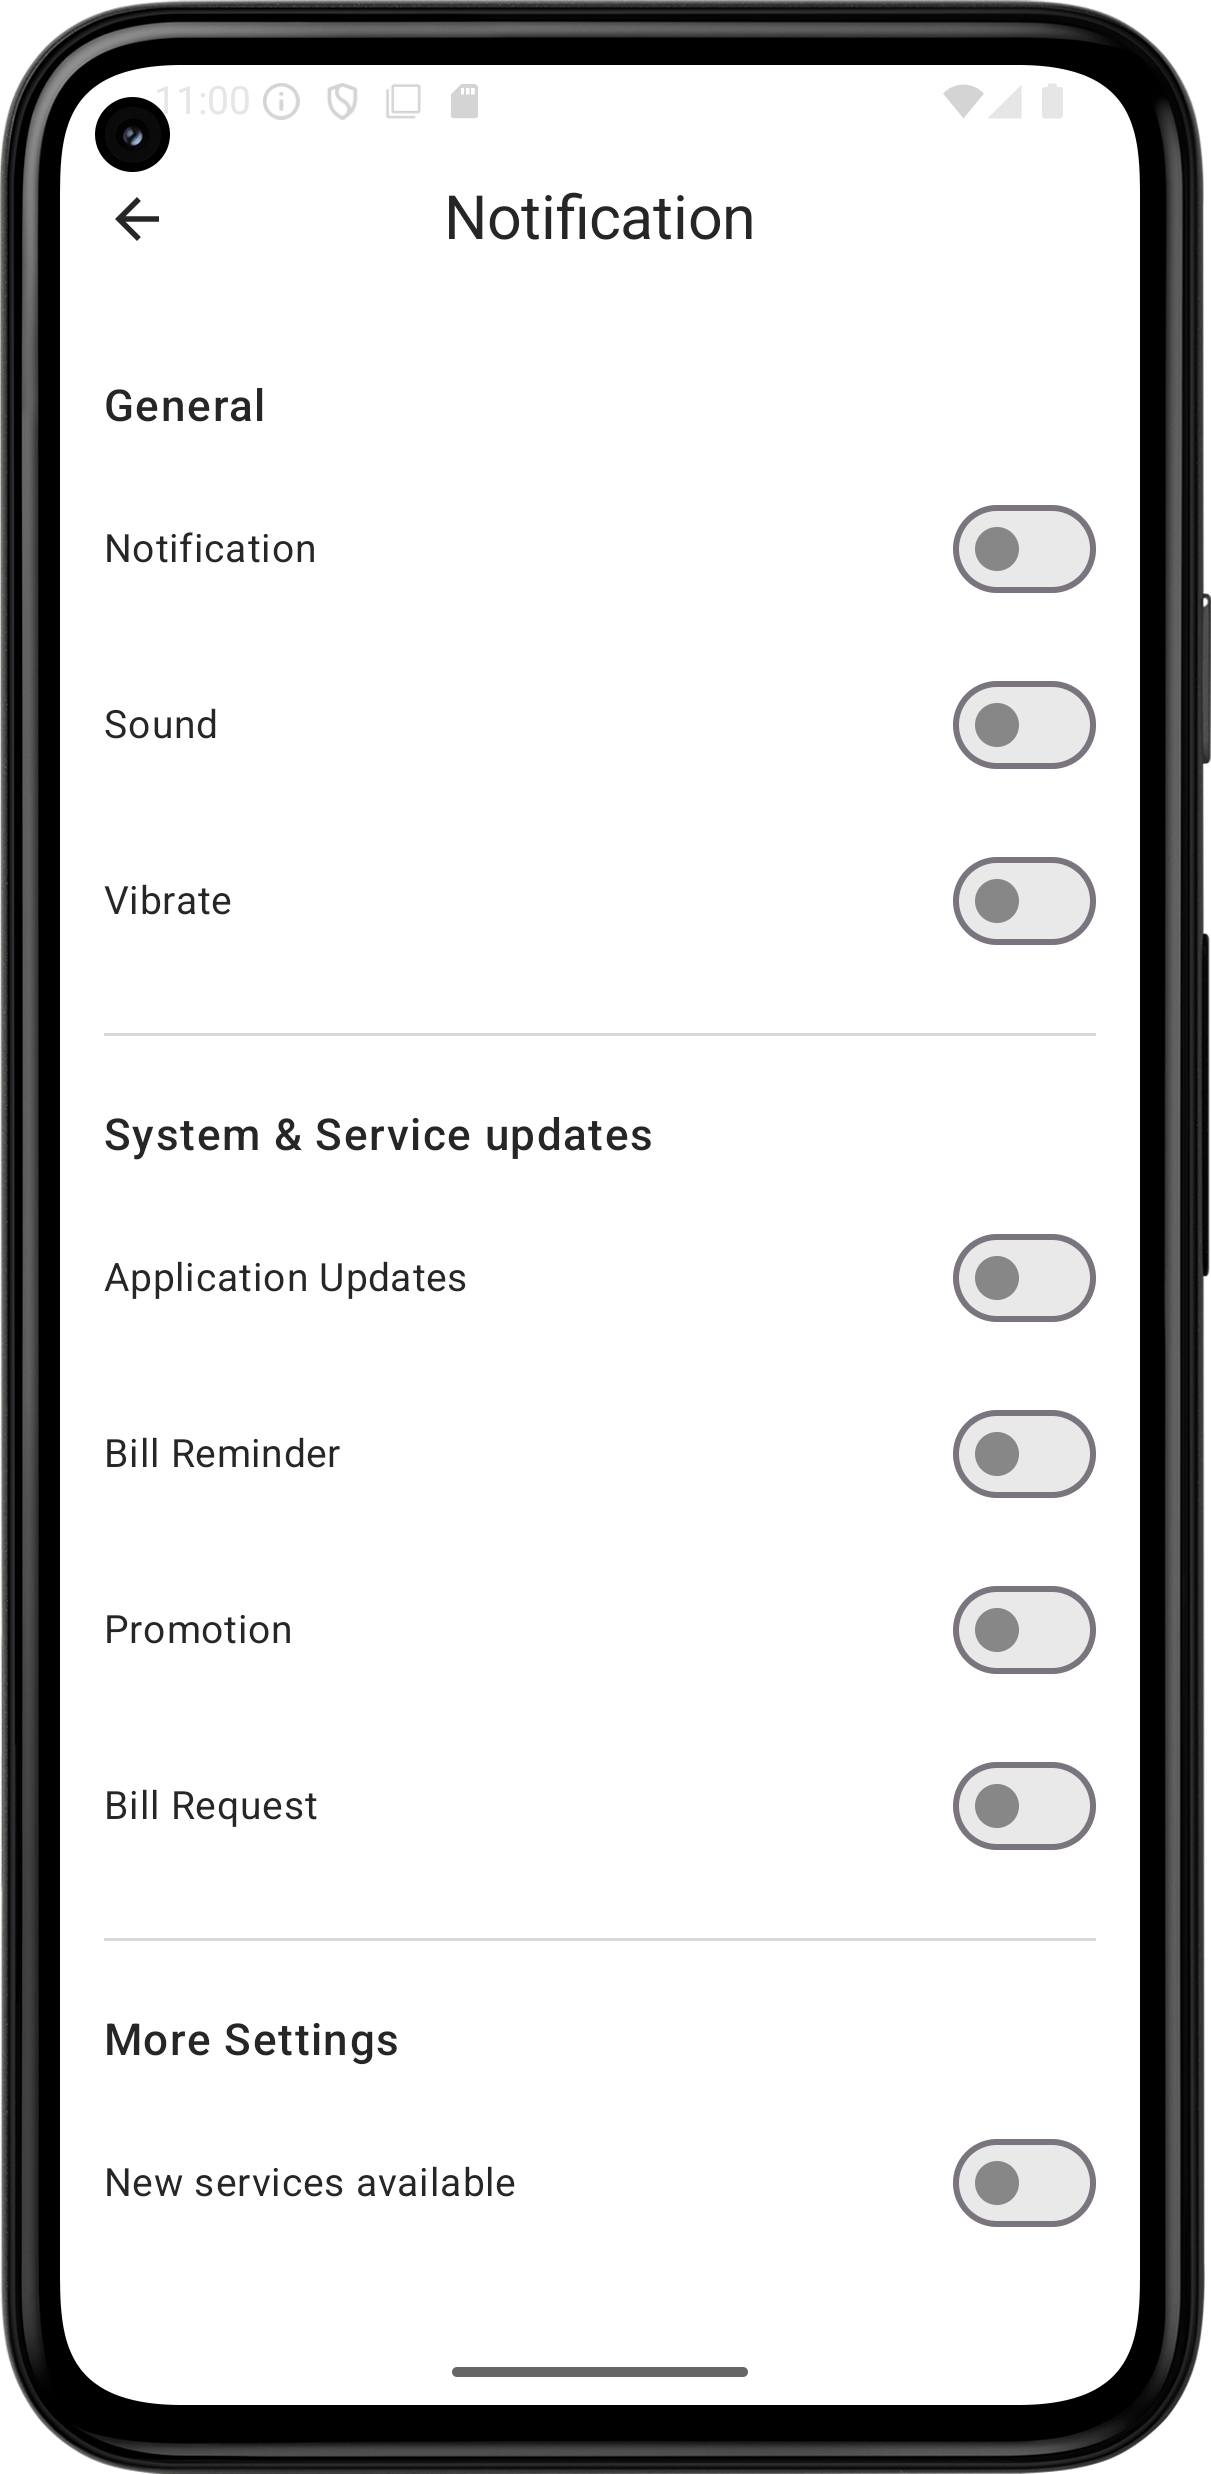 11:00
Notification
General
Notification
Sound
Vibrate
System & Service updates
Application Updates
Bill Reminder
Promotion
Bill Request
More Settings
New services available